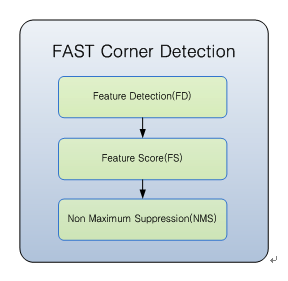 FAST Corner Detection
Feature Detection(FD)
Feature Score(FS)
Non Maximum Suppression(NMS)